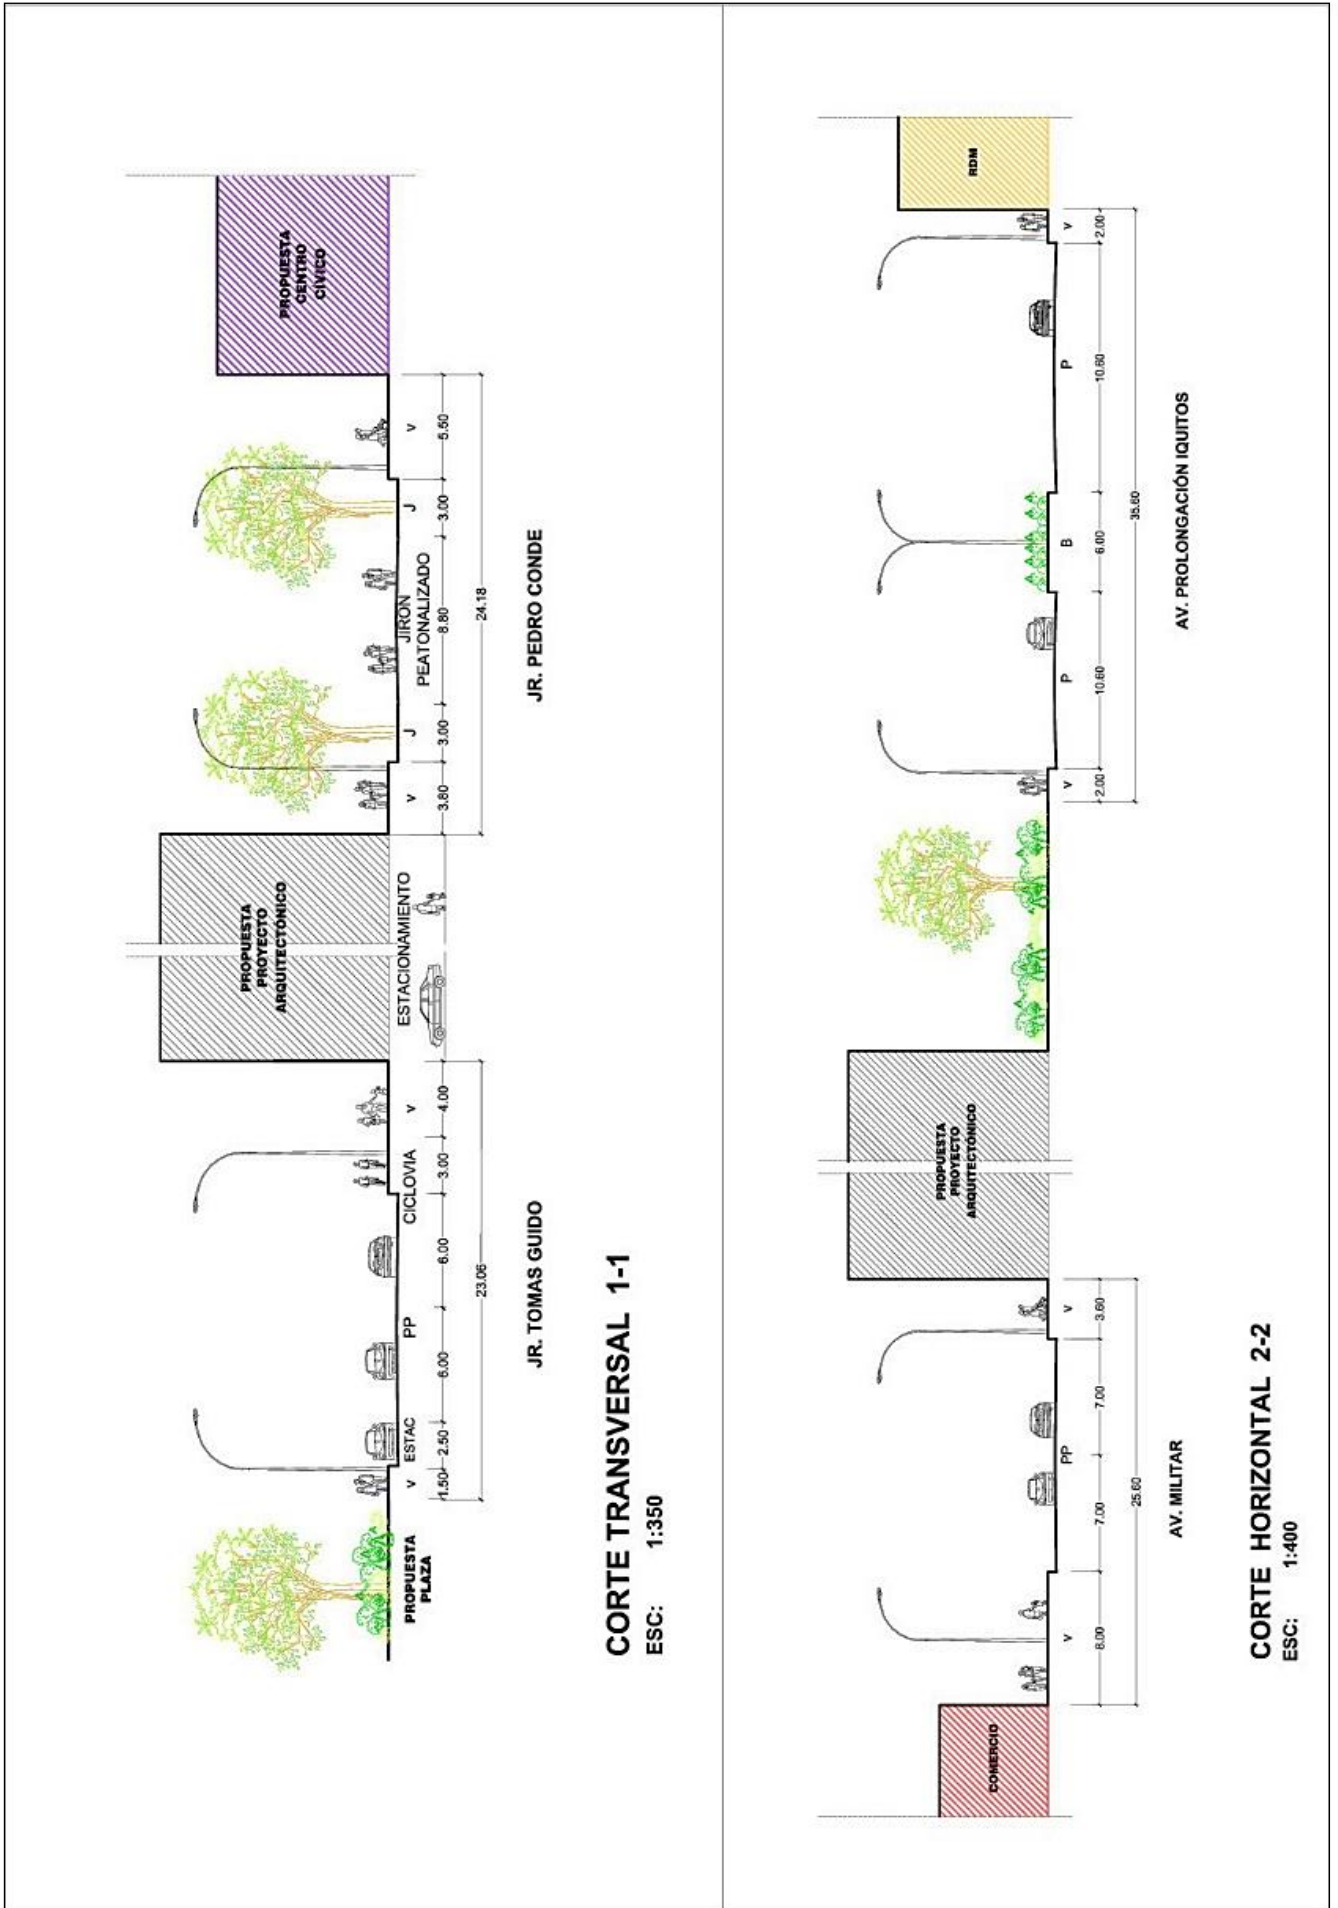 PROPUESTA
PLAZA
V
ESTAC
PP
CICLOVIA
V
1.50
2.50
6.00
6.00
3.00
4.00
23.06
JR. TOMAS GUIDO
PROPUESTA
PROYECTO
ARQUITECTÓNICO
ESTACIONAMIENTO
V
J
JIRON
PEATONALIZADO
J
V
3.80
3.00
8.80
3.00
5.50
24.18
JR. PEDRO CONDE
PROPUESTA
CENTRO
CÍVICO
CORTE TRANSVERSAL 1-1
ESC: 1:350
COMERCIO
V
PP
V
8.00
7.00
7.00
3.60
25.60
AV. MILITAR
PROPUESTA
PROYECTO
ARQUITECTÓNICO
V
P
B
P
V
2.00
10.60
6.00
10.60
2.00
35.60
AV. PROLONGACIÓN IQUITOS
RDM
CORTE HORIZONTAL 2-2
ESC: 1:400